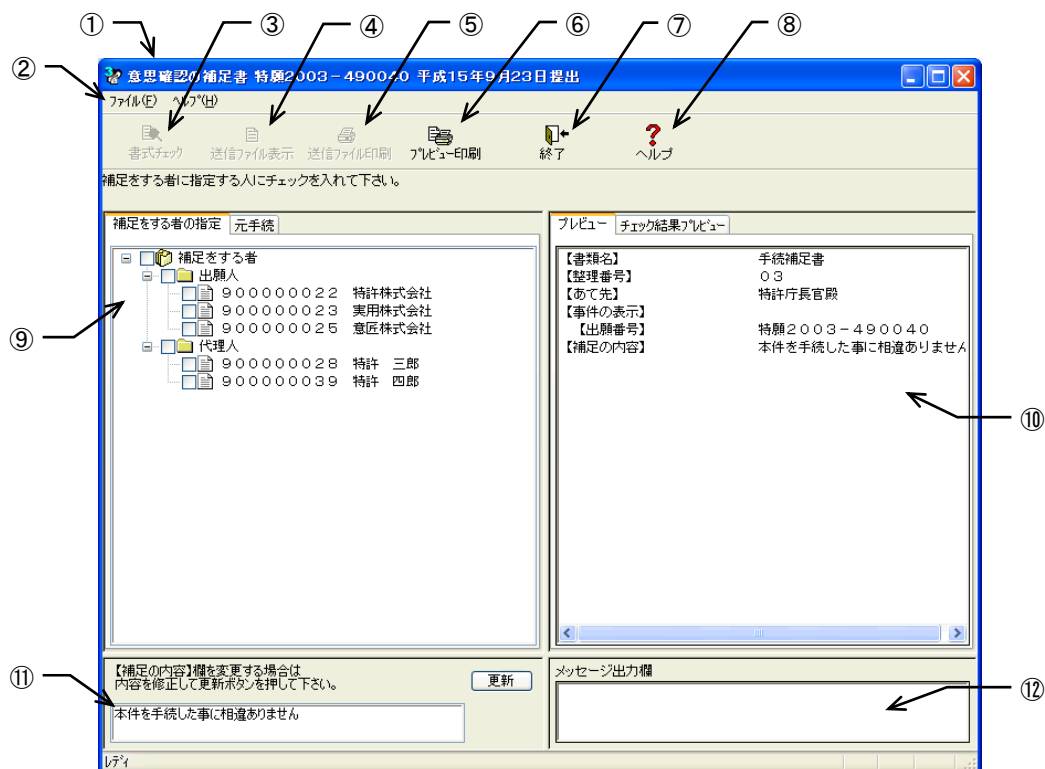 ① ③ ④ ⑤ ⑥ ⑦ ⑧
②
意思確認の補足書 特願2003-490040 平成15年9月23日提出
ファイル(F) ヘルプ(H)
書式チェック 送信ファイル表示 送信ファイル印刷 プレビュー印刷 終了 ヘルプ
補足をする者に指定する人にチェックを入れて下さい。
補足をする者の指定 元手続
補足をする者
出願人
900000022 特許株式会社
900000023 実用株式会社
900000025 意匠株式会社
代理人
900000028 特許 三郎
900000039 特許 四郎
⑨
プレビュー チェック結果プレビュー
【書類名】 手続補足書
【整理番号】 03
【あて先】 特許庁長官殿
【事件の表示】
【出願番号】 特願2003-490040
【補足の内容】 本件を手続した事に相違ありません
⑩
⑪
【補足の内容】欄を変更する場合は
内容を修正して更新ボタンを押して下さい。
更新
本件を手続した事に相違ありません
メッセージ出力欄
⑫
レディ